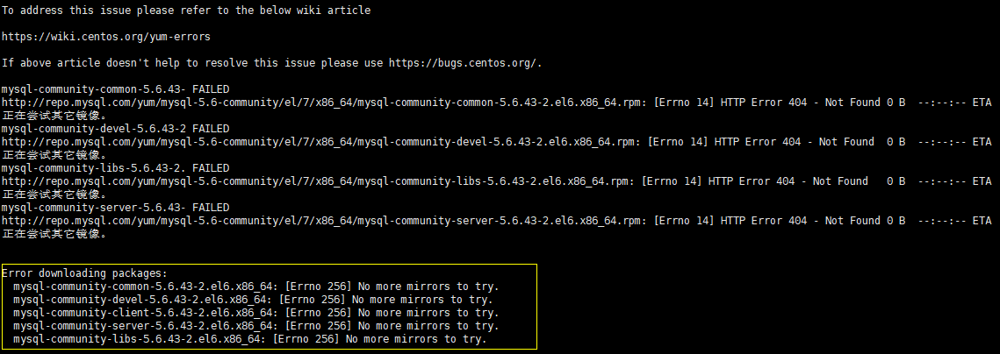 To address this issue please refer to the below wiki article
https://wiki.centos.org/yum-errors
If above article doesn't help to resolve this issue please use https://bugs.centos.org/.
mysql-community-common-5.6.43- FAILED
http://repo.mysql.com/yum/mysql-5.6-community/el/7/x86_64/mysql-community-common-5.6.43-2.el6.x86_64.rpm: [Errno 14] HTTP Error 404 - Not Found 0 B  --:--:-- ETA
正在尝试其它镜像。
mysql-community-devel-5.6.43-2 FAILED
http://repo.mysql.com/yum/mysql-5.6-community/el/7/x86_64/mysql-community-devel-5.6.43-2.el6.x86_64.rpm: [Errno 14] HTTP Error 404 - Not Found  0 B  --:--:-- ETA
正在尝试其它镜像。
mysql-community-libs-5.6.43-2. FAILED
http://repo.mysql.com/yum/mysql-5.6-community/el/7/x86_64/mysql-community-libs-5.6.43-2.el6.x86_64.rpm: [Errno 14] HTTP Error 404 - Not Found   0 B  --:--:-- ETA
正在尝试其它镜像。
mysql-community-server-5.6.43- FAILED
http://repo.mysql.com/yum/mysql-5.6-community/el/7/x86_64/mysql-community-server-5.6.43-2.el6.x86_64.rpm: [Errno 14] HTTP Error 404 - Not Found 0 B  --:--:-- ETA
正在尝试其它镜像。
Error downloading packages:
mysql-community-common-5.6.43-2.el6.x86_64: [Errno 256] No more mirrors to try.
mysql-community-devel-5.6.43-2.el6.x86_64: [Errno 256] No more mirrors to try.
mysql-community-client-5.6.43-2.el6.x86_64: [Errno 256] No more mirrors to try.
mysql-community-server-5.6.43-2.el6.x86_64: [Errno 256] No more mirrors to try.
mysql-community-libs-5.6.43-2.el6.x86_64: [Errno 256] No more mirrors to try.